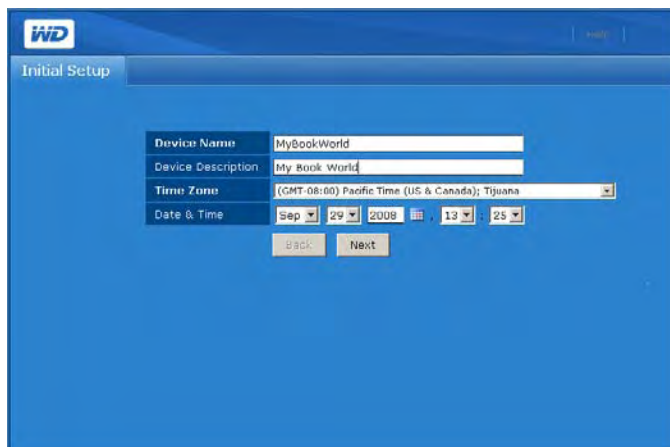 WD
Help
Initial Setup
Device Name MyBookWorld
Device Description My Book World
Time Zone (GMT-08:00) Pacific Time (US & Canada); Tijuana
Date & Time Sep 29 2008 , 13 : 25
Back Next